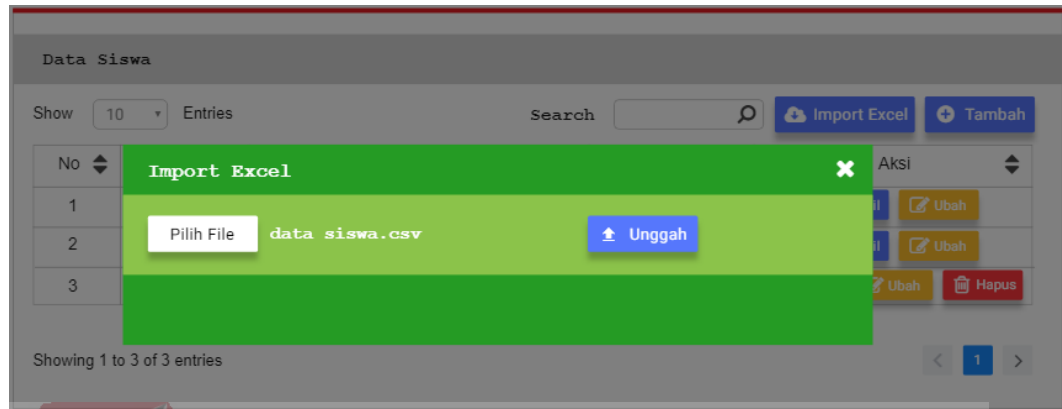 Data Siswa
Show 10 Entries Search Import Excel Tambah
No Aksi
Import Excel
1 Ubah
Pilih File data siswa.csv Unggah
2 Ubah
3 Ubah Hapus
Showing 1 to 3 of 3 entries 1